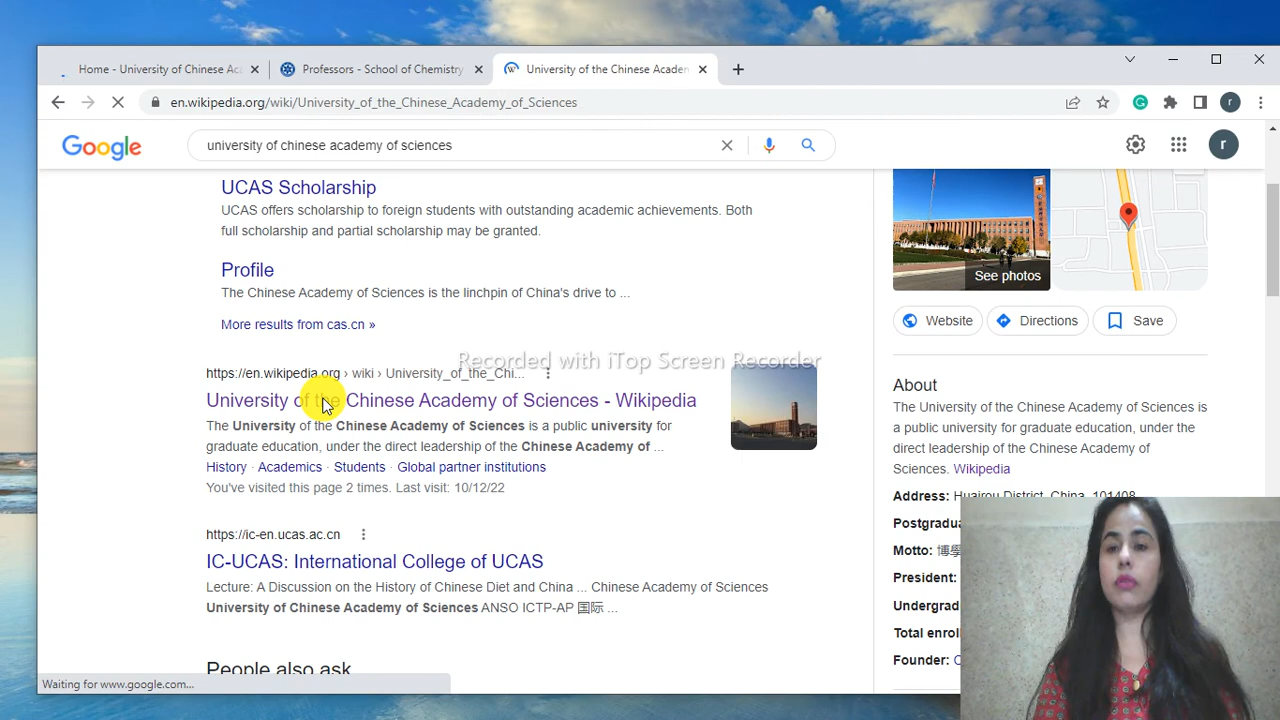 Home - University of Chinese Ac
Professors - School of Chemistry
University of the Chinese Academ
en.wikipedia.org/wiki/University_of_the_Chinese_Academy_of_Sciences
r
Google
university of chinese academy of sciences
r
UCAS Scholarship
UCAS offers scholarship to foreign students with outstanding academic achievements. Both
full scholarship and partial scholarship may be granted.
Profile
The Chinese Academy of Sciences is the linchpin of China's drive to ...
More results from cas.cn »
Recorded with iTop Screen Recorder
https://en.wikipedia.org › wiki › University_of_the_Chi...
University of the Chinese Academy of Sciences - Wikipedia
The University of the Chinese Academy of Sciences is a public university for
graduate education, under the direct leadership of the Chinese Academy of ...
History · Academics · Students · Global partner institutions
You've visited this page 2 times. Last visit: 10/12/22
https://ic-en.ucas.ac.cn
IC-UCAS: International College of UCAS
Lecture: A Discussion on the History of Chinese Diet and China ... Chinese Academy of Sciences
University of Chinese Academy of Sciences ANSO ICTP-AP 国际 ...
People also ask
Waiting for www.google.com...
See photos
Website
Directions
Save
About
The University of the Chinese Academy of Sciences is
a public university for graduate education, under the
direct leadership of the Chinese Academy of
Sciences. Wikipedia
Address: Huairou District, China, 101408
Postgradua
Motto: 博學
President:
Undergrad
Total enrol
Founder: C